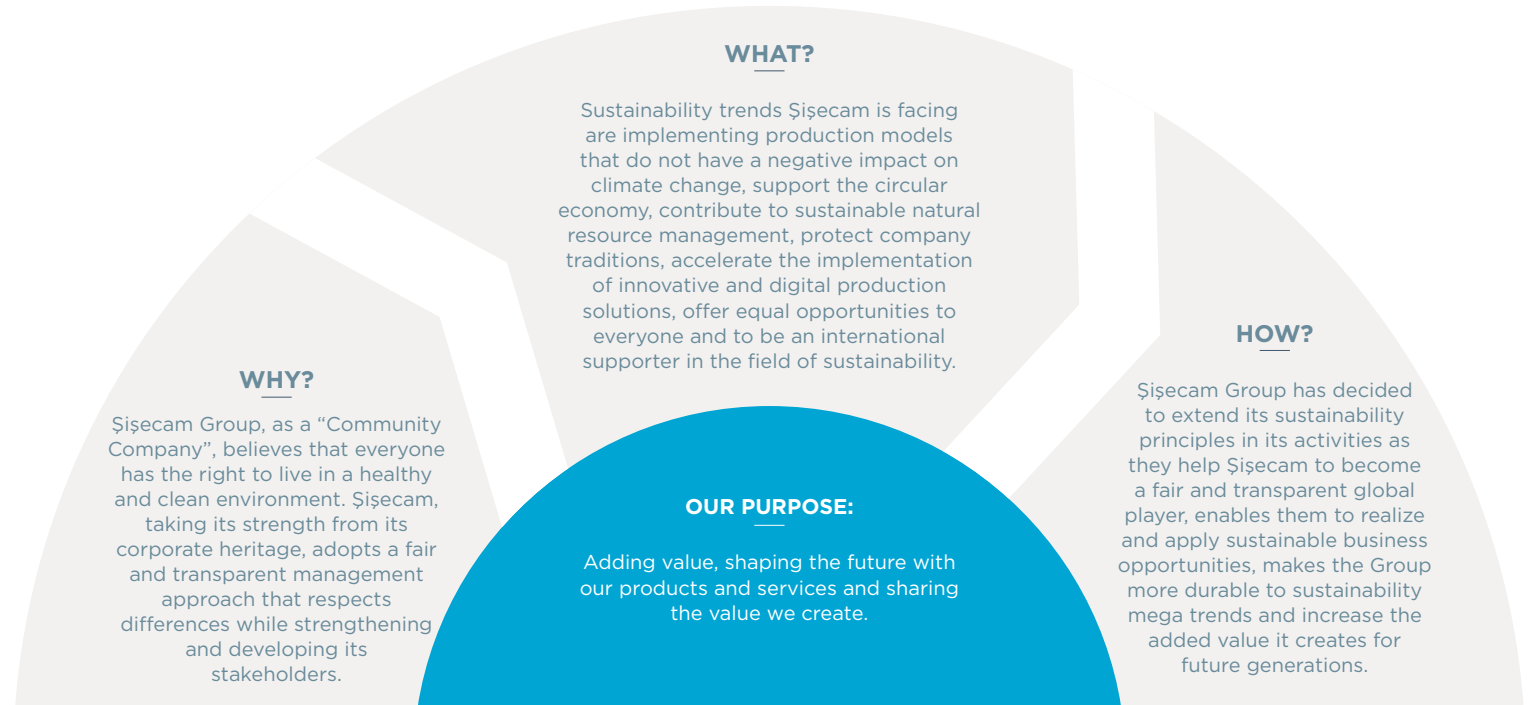 WHY?
Şişecam Group, as a “Community
Company”, believes that everyone
has the right to live in a healthy
and clean environment. Şişecam,
taking its strength from its
corporate heritage, adopts a fair
and transparent management
approach that respects
differences while strengthening
and developing its
stakeholders.
WHAT?
Sustainability trends Şişecam is facing
are implementing production models
that do not have a negative impact on
climate change, support the circular
economy, contribute to sustainable natural
resource management, protect company
traditions, accelerate the implementation
of innovative and digital production
solutions, offer equal opportunities to
everyone and to be an international
supporter in the field of sustainability.
HOW?
Şişecam Group has decided
to extend its sustainability
principles in its activities as
they help Şişecam to become
a fair and transparent global
player, enables them to realize
and apply sustainable business
opportunities, makes the Group
more durable to sustainability
mega trends and increase the
added value it creates for
future generations.
OUR PURPOSE:
Adding value, shaping the future with
our products and services and sharing
the value we create.